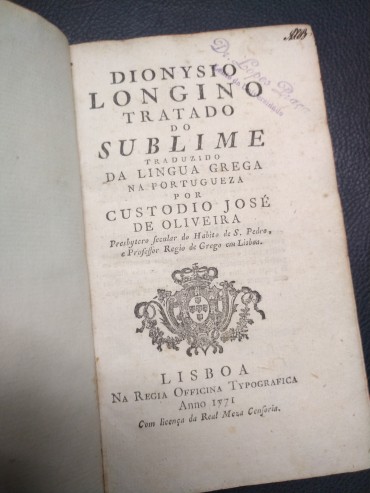 DIONYSIO
LONGINO
TRATADO
DO
SUBLIME
TRADUZIDO
DA LINGUA GREGA
NA PORTUGUEZA
POR
CUSTODIO JOSÉ
DE OLIVEIRA
Presbytero secular do Habito de S. Pedro,
e Professor Regio de Grego em Lisboa.
LISBOA
NA REGIA OFFICINA TYPOGRAFICA
Anno 1771
Com licença da Real Meza Censoria.